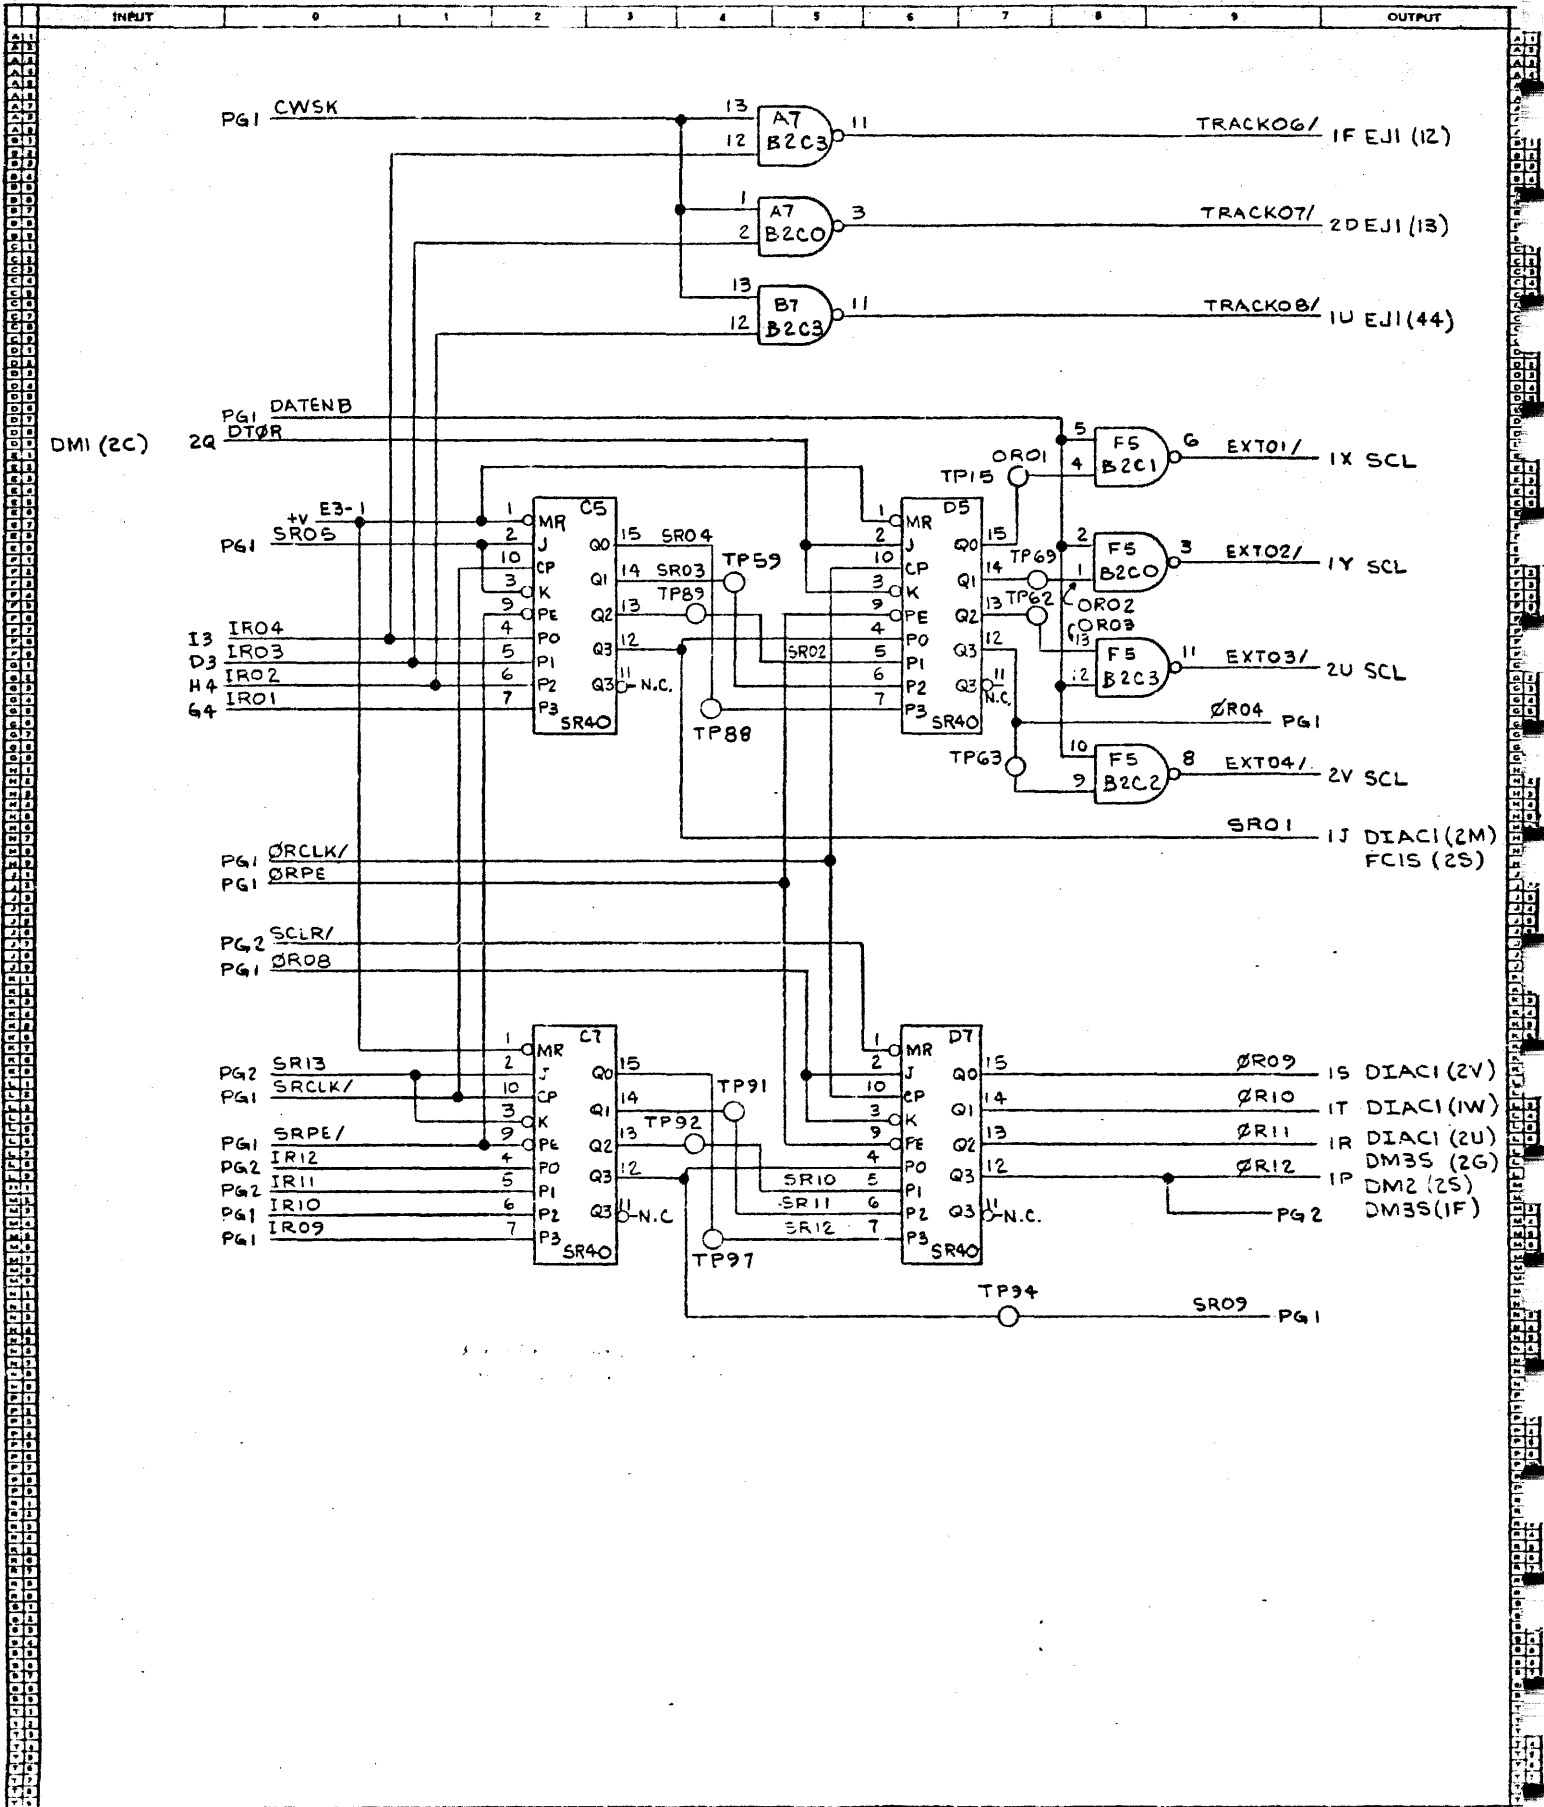 INPUT 0 1 2 3 4 5 6 7 8 9 OUTPUT
PG1 CWSK 13 A7 11 TRACK06/ 1F EJ1 (12)
12 B2C3
1 A7 3 TRACK07/ 2D EJ1 (13)
2 B2C0
13 B7 11 TRACK08/ 1U EJ1 (44)
12 B2C3
PG1 DATENB
DM1 (2C) 2Q DTØR
5 F5 6 EXT01/ 1X SCL
4 B2C1
TP15 OR01
+V E3-1
PG1 SR05
1 MR C5
2 J Q0 15 SR04
10 CP Q1 14 SR03 TP59
3 K TP89
9 PE Q2 13
I3 IR04 4 P0 Q3 12
D3 IR03 5 P1
H4 IR02 6 P2 Q3 11 N.C.
G4 IR01 7 P3 SR40
TP88
SR02
1 MR D5
2 J Q0 15
10 CP Q1 14 TP69
3 K
9 PE Q2 13 TP62
4 P0 Q3 12
5 P1
6 P2 Q3 11 N.C.
7 P3 SR40
2 F5 3 EXT02/ 1Y SCL
1 B2C0
OR02
OR03
13 F5 11 EXT03/ 2U SCL
12 B2C3
ØR04 PG1
TP63
10 F5 8 EXT04/ 2V SCL
9 B2C2
SR01 1J DIAC1 (2M)
FC1S (2S)
PG1 ØRCLK/
PG1 ØRPE
PG2 SCLR/
PG1 ØR08
1 MR C7
PG2 SR13 2 J Q0 15
PG1 SRCLK/ 10 CP Q1 14 TP91
3 K TP92
PG1 SRPE/ 9 PE Q2 13
PG2 IR12 4 P0 Q3 12
PG2 IR11 5 P1
PG1 IR10 6 P2 Q3 11 N.C
PG1 IR09 7 P3 SR40
TP97
1 MR D7
2 J Q0 15 ØR09 1S DIAC1 (2V)
10 CP Q1 14 ØR10 1T DIAC1 (1W)
3 K
9 PE Q2 13 ØR11 1R DIAC1 (2U)
DM3S (2G)
4 P0 Q3 12 ØR12 1P DM2 (2S)
DM3S (1F)
SR10 5 P1
SR11 6 P2 Q3 11 N.C. PG2
SR12 7 P3 SR40
TP94 SR09 PG1